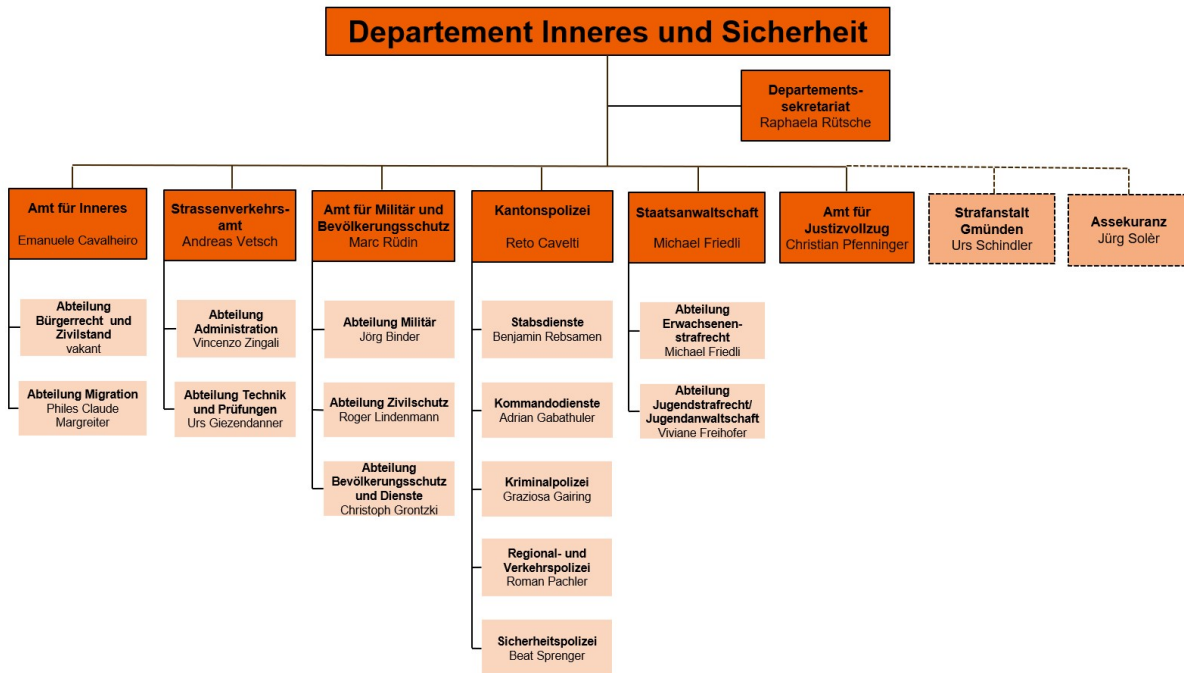 Departement Inneres und Sicherheit
Departements-
sekretariat
Raphaela Rütsche
Amt für Inneres
Emanuele Cavalheiro
Strassenverkehrs-
amt
Andreas Vetsch
Amt für Militär und
Bevölkerungsschutz
Marc Rüdin
Kantonspolizei
Reto Cavelti
Staatsanwaltschaft
Michael Friedli
Amt für
Justizvollzug
Christian Pfenninger
Strafanstalt
Gmünden
Urs Schindler
Assekuranz
Jürg Solèr
Abteilung
Bürgerrecht und
Zivilstand
vakant
Abteilung Migration
Philes Claude
Margreiter
Abteilung
Administration
Vincenzo Zingali
Abteilung Technik
und Prüfungen
Urs Giezendanner
Abteilung Militär
Jörg Binder
Abteilung Zivilschutz
Roger Lindenmann
Abteilung
Bevölkerungsschutz
und Dienste
Christoph Grontzki
Stabsdienste
Benjamin Rebsamen
Kommandodienste
Adrian Gabathuler
Kriminalpolizei
Graziosa Gairing
Regional- und
Verkehrspolizei
Roman Pachler
Sicherheitspolizei
Beat Sprenger
Abteilung
Erwachsenen-
strafrecht
Michael Friedli
Abteilung
Jugendstrafrecht/
Jugendanwaltschaft
Viviane Freihofer